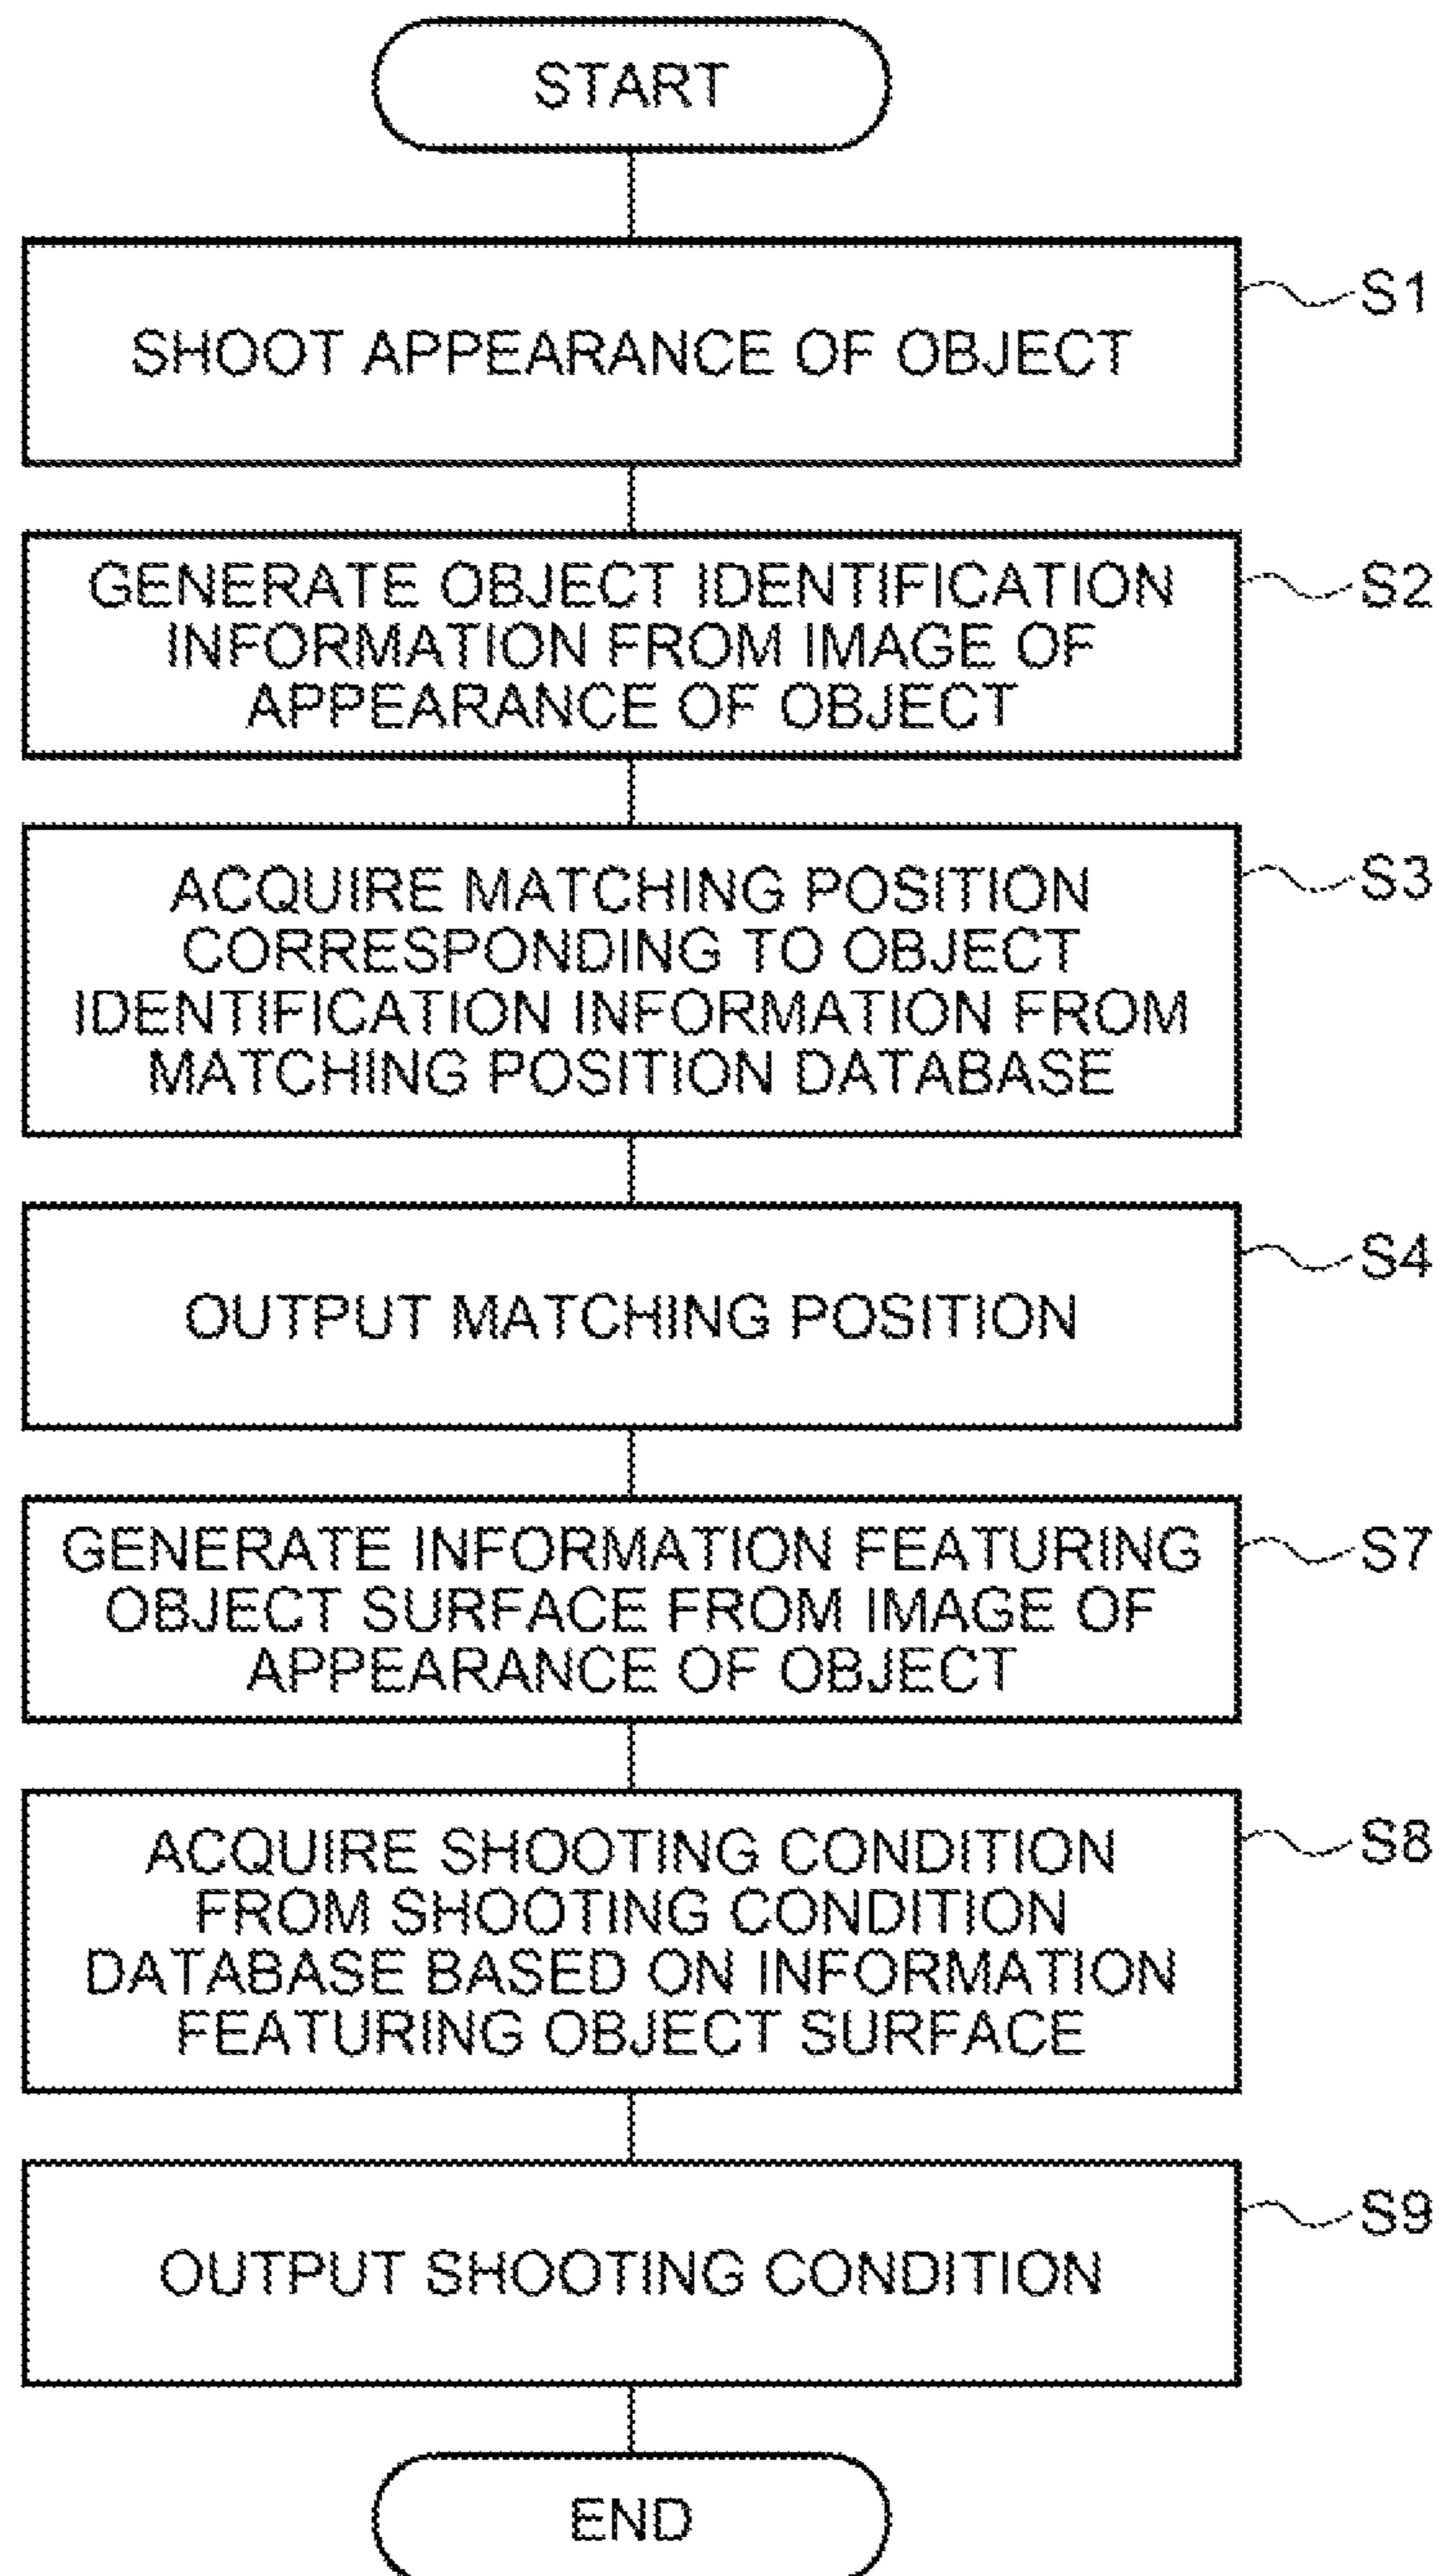 START
SHOOT APPEARANCE OF OBJECT
S1
GENERATE OBJECT IDENTIFICATION
INFORMATION FROM IMAGE OF
APPEARANCE OF OBJECT
S2
ACQUIRE MATCHING POSITION
CORRESPONDING TO OBJECT
IDENTIFICATION INFORMATION FROM
MATCHING POSITION DATABASE
S3
OUTPUT MATCHING POSITION
S4
GENERATE INFORMATION FEATURING
OBJECT SURFACE FROM IMAGE OF
APPEARANCE OF OBJECT
S7
ACQUIRE SHOOTING CONDITION
FROM SHOOTING CONDITION
DATABASE BASED ON INFORMATION
FEATURING OBJECT SURFACE
S8
OUTPUT SHOOTING CONDITION
S9
END